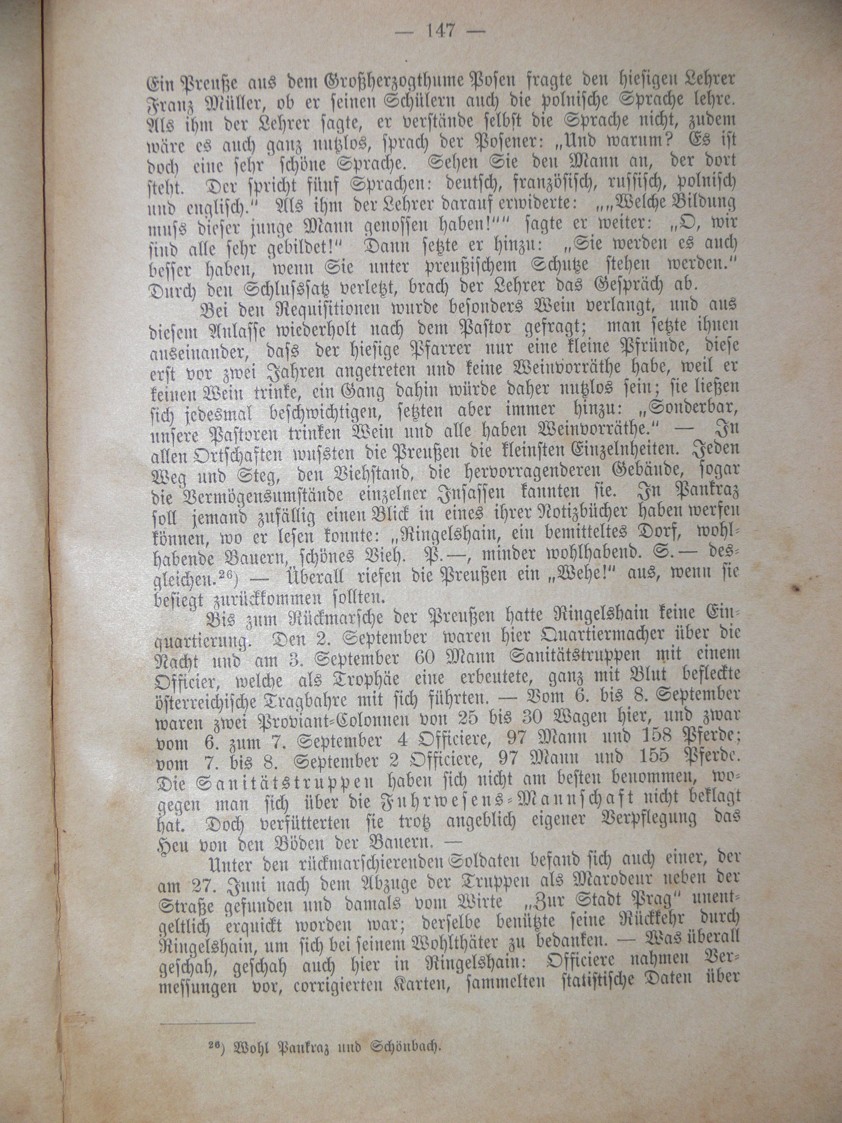 — 147 —
Ein Preuße aus dem Großherzogthume Posen fragte den hiesigen Lehrer
Franz Müller, ob er seinen Schülern auch die polnische Sprache lehre.
Als ihm der Lehrer sagte, er verstände selbst die Sprache nicht, zudem
wäre es auch ganz nutzlos, sprach der Posener: „Und warum? Es ist
doch eine sehr schöne Sprache. Sehen Sie den Mann an, der dort
steht. Der spricht fünf Sprachen: deutsch, französisch, russisch, polnisch
und englisch.“ Als ihm der Lehrer darauf erwiderte: „„Welche Bildung
muss dieser junge Mann genossen haben!““ sagte er weiter: „O, wir
sind alle sehr gebildet!“ Dann setzte er hinzu: „Sie werden es auch
besser haben, wenn Sie unter preußischem Schutze stehen werden.“
Durch den Schlusssatz verletzt, brach der Lehrer das Gespräch ab.
Bei den Requisitionen wurde besonders Wein verlangt, und aus
diesem Anlasse wiederholt nach dem Pastor gefragt; man setzte ihnen
auseinander, dass der hiesige Pfarrer nur eine kleine Pfründe, diese
erst vor zwei Jahren angetreten und keine Weinvorräthe habe, weil er
keinen Wein trinke, ein Gang dahin würde daher nutzlos sein; sie ließen
sich jedesmal beschwichtigen, setzten aber immer hinzu: „Sonderbar,
unsere Pastoren trinken Wein und alle haben Weinvorräthe.“ — In
allen Ortschaften wussten die Preußen die kleinsten Einzelnheiten. Jeden
Weg und Steg, den Viehstand, die hervorragenderen Gebäude, sogar
die Vermögensumstände einzelner Insassen kannten sie. In Pankraz
soll jemand zufällig einen Blick in eines ihrer Notizbücher haben werfen
können, wo er lesen konnte: „Ringelshain, ein bemitteltes Dorf, wohl-
habende Bauern, schönes Vieh. P.—, minder wohlhabend. S.— des-
gleichen.²⁶) — Überall riefen die Preußen ein „Wehe!“ aus, wenn sie
besiegt zurückkommen sollten.
Bis zum Rückmarsche der Preußen hatte Ringelshain keine Ein-
quartierung. Den 2. September waren hier Quartiermacher über die
Nacht und am 3. September 60 Mann Sanitätstruppen mit einem
Officier, welche als Trophäe eine erbeutete, ganz mit Blut befleckte
österreichische Tragbahre mit sich führten. — Vom 6. bis 8. September
waren zwei Proviant-Colonnen von 25 bis 30 Wagen hier, und zwar
vom 6. zum 7. September 4 Officiere, 97 Mann und 158 Pferde;
vom 7. bis 8. September 2 Officiere, 97 Mann und 155 Pferde.
Die Sanitätstruppen haben sich nicht am besten benommen, wo-
gegen man sich über die Fuhrwesens-Mannschaft nicht beklagt
hat. Doch verfütterten sie trotz angeblich eigener Verpflegung das
Heu von den Böden der Bauern. —
Unter den rückmarschierenden Soldaten befand sich auch einer, der
am 27. Juni nach dem Abzuge der Truppen als Marodeur neben der
Straße gefunden und damals vom Wirte „Zur Stadt Prag“ unent-
geltlich erquickt worden war; derselbe benützte seine Rückkehr durch
Ringelshain, um sich bei seinem Wohlthäter zu bedanken. — Was überall
geschah, geschah auch hier in Ringelshain: Officiere nahmen Ver-
messungen vor, corrigierten Karten, sammelten statistische Daten über
²⁶) Wohl Pankraz und Schönbach.